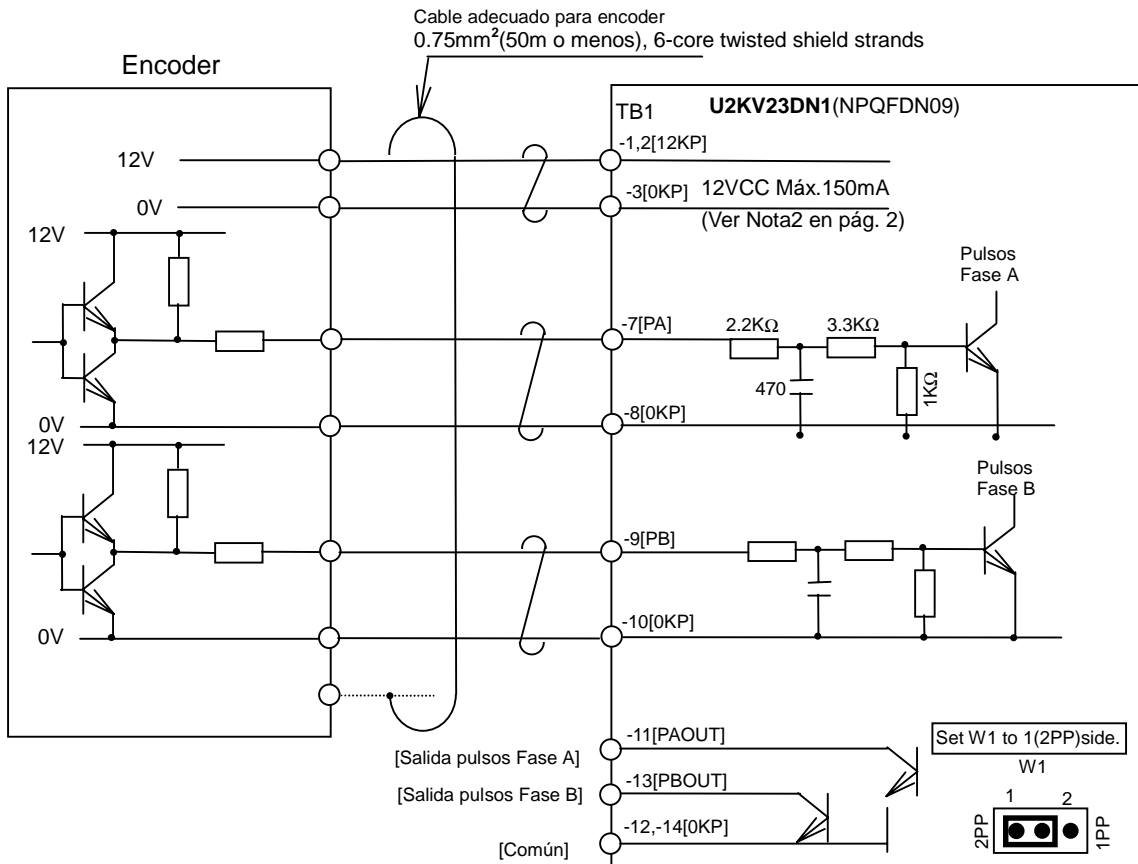 Cable adecuado para encoder
0.75mm²(50m o menos), 6-core twisted shield strands
Encoder
TB1
U2KV23DN1(NPQFDN09)
12V
-1,2[12KP]
0V
-3[0KP]
12VCC Máx.150mA
(Ver Nota2 en pág. 2)
12V
Pulsos
Fase A
-7[PA]
2.2KΩ
3.3KΩ
470
1KΩ
0V
-8[0KP]
12V
Pulsos
Fase B
-9[PB]
0V
-10[0KP]
[Salida pulsos Fase A]
-11[PAOUT]
Set W1 to 1(2PP)side.
W1
[Salida pulsos Fase B]
-13[PBOUT]
1
2
2PP
1PP
[Común]
-12,-14[0KP]